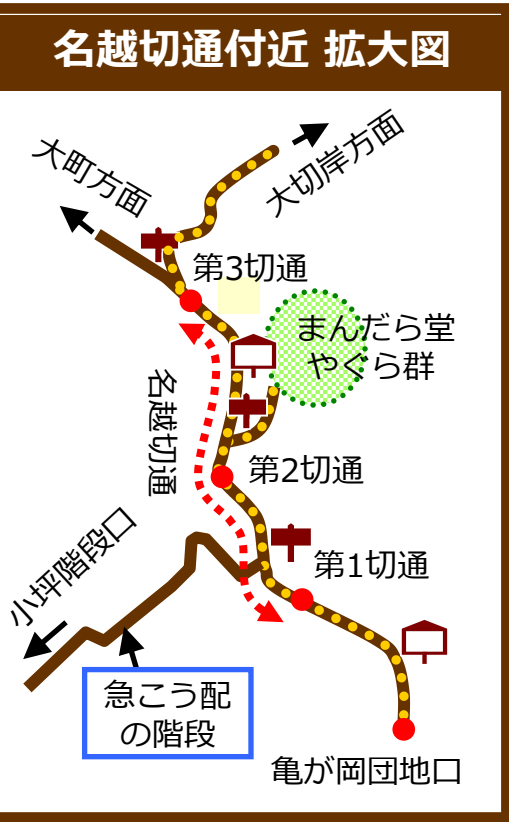 名越切通付近 拡大図
大町方面
大切岸方面
第3切通
まんだら堂
やぐら群
名越切通
第2切通
小坪階段口
第1切通
急こう配
の階段
亀が岡団地口